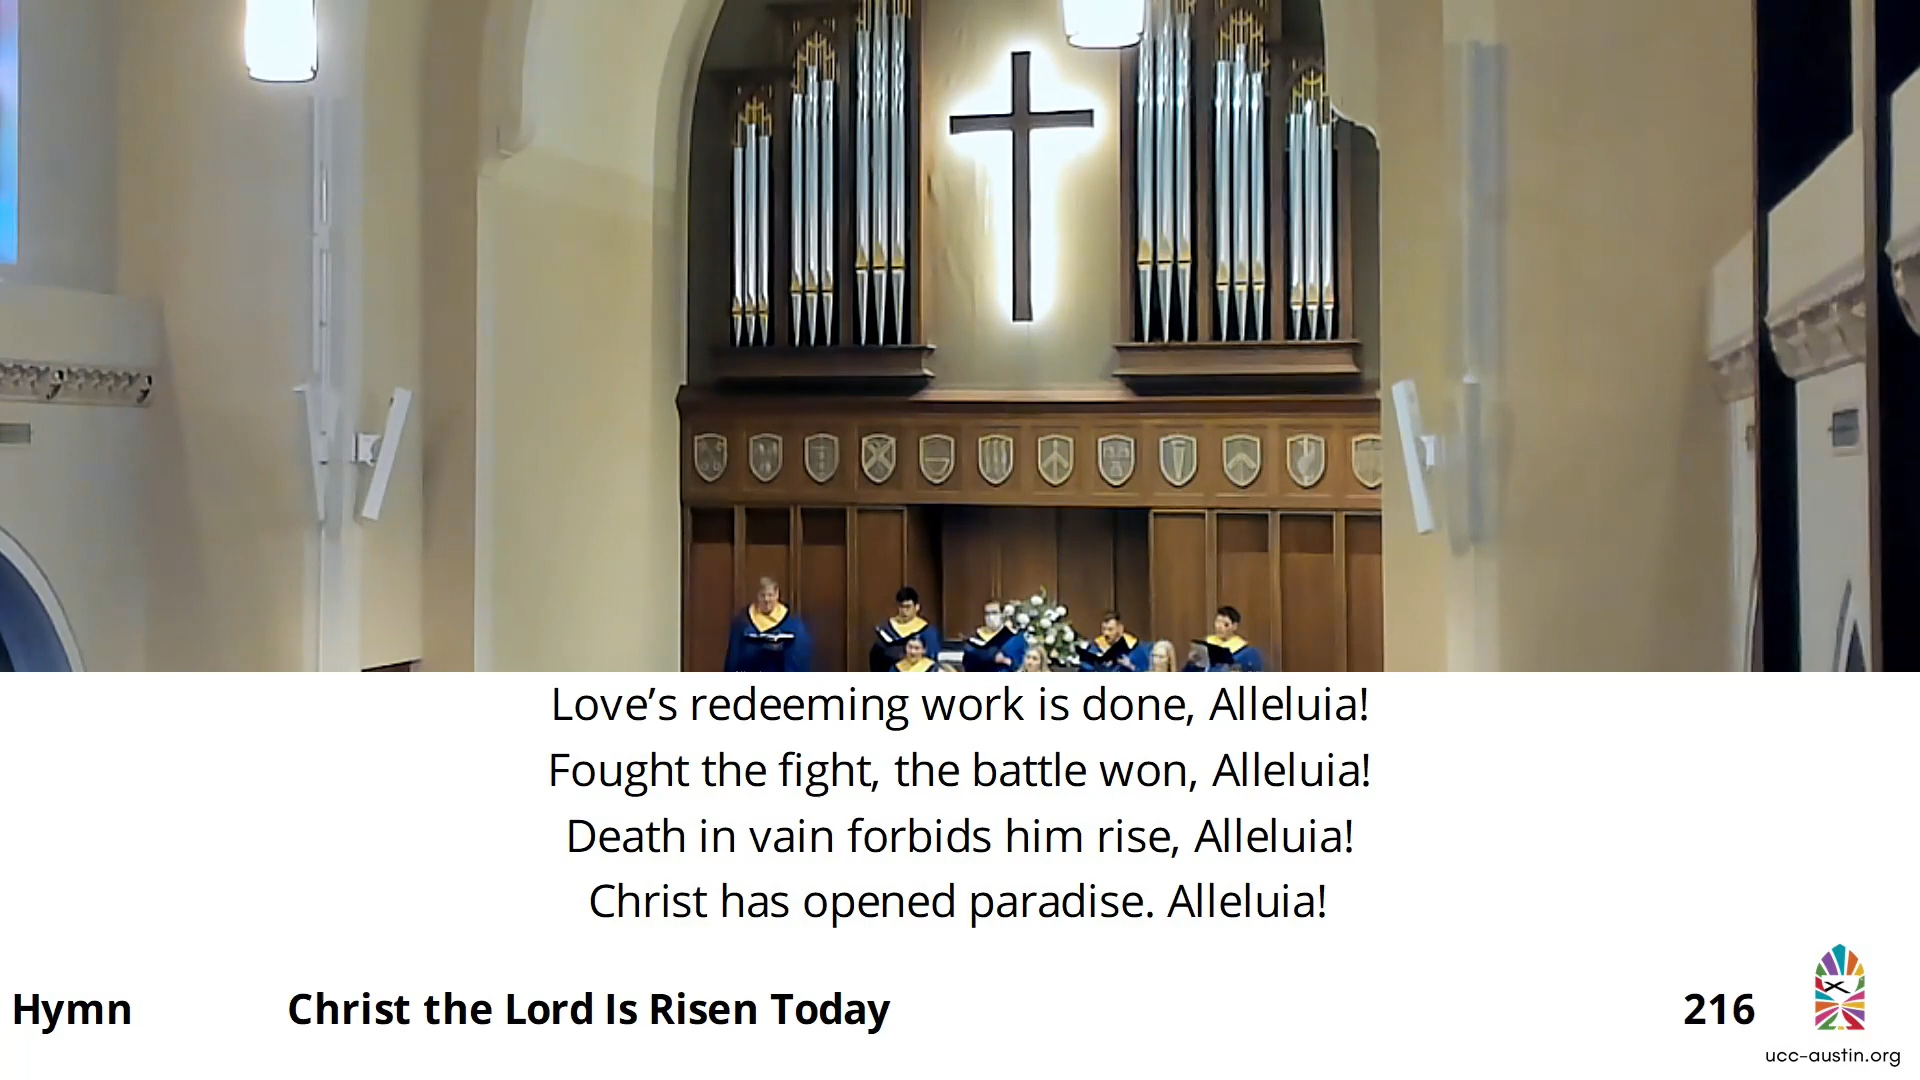 Love’s redeeming work is done, Alleluia!
Fought the fight, the battle won, Alleluia!
Death in vain forbids him rise, Alleluia!
Christ has opened paradise. Alleluia!
Hymn Christ the Lord Is Risen Today 216
ucc-austin.org